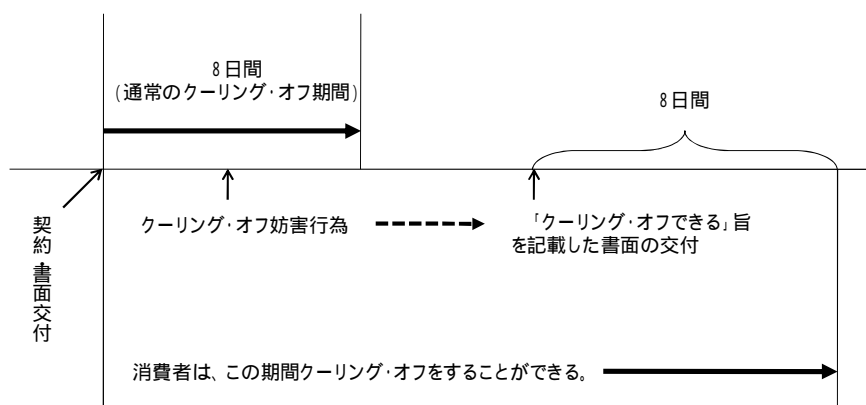 8日間
(通常のクーリング・オフ期間)
8日間
契約・書面交付
クーリング・オフ妨害行為
「クーリング・オフできる」旨
を記載した書面の交付
消費者は、この期間クーリング・オフをすることができる。